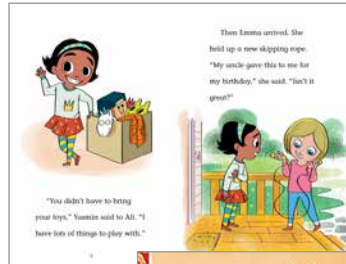 "You didn't have to bring
your toys," Yasmin said to Ali. "I
have lots of things to play with."
Then Emma arrived. She
held up a new skipping rope.
"My uncle gave this to me for
my birthday," she said. "Isn't it
great?"